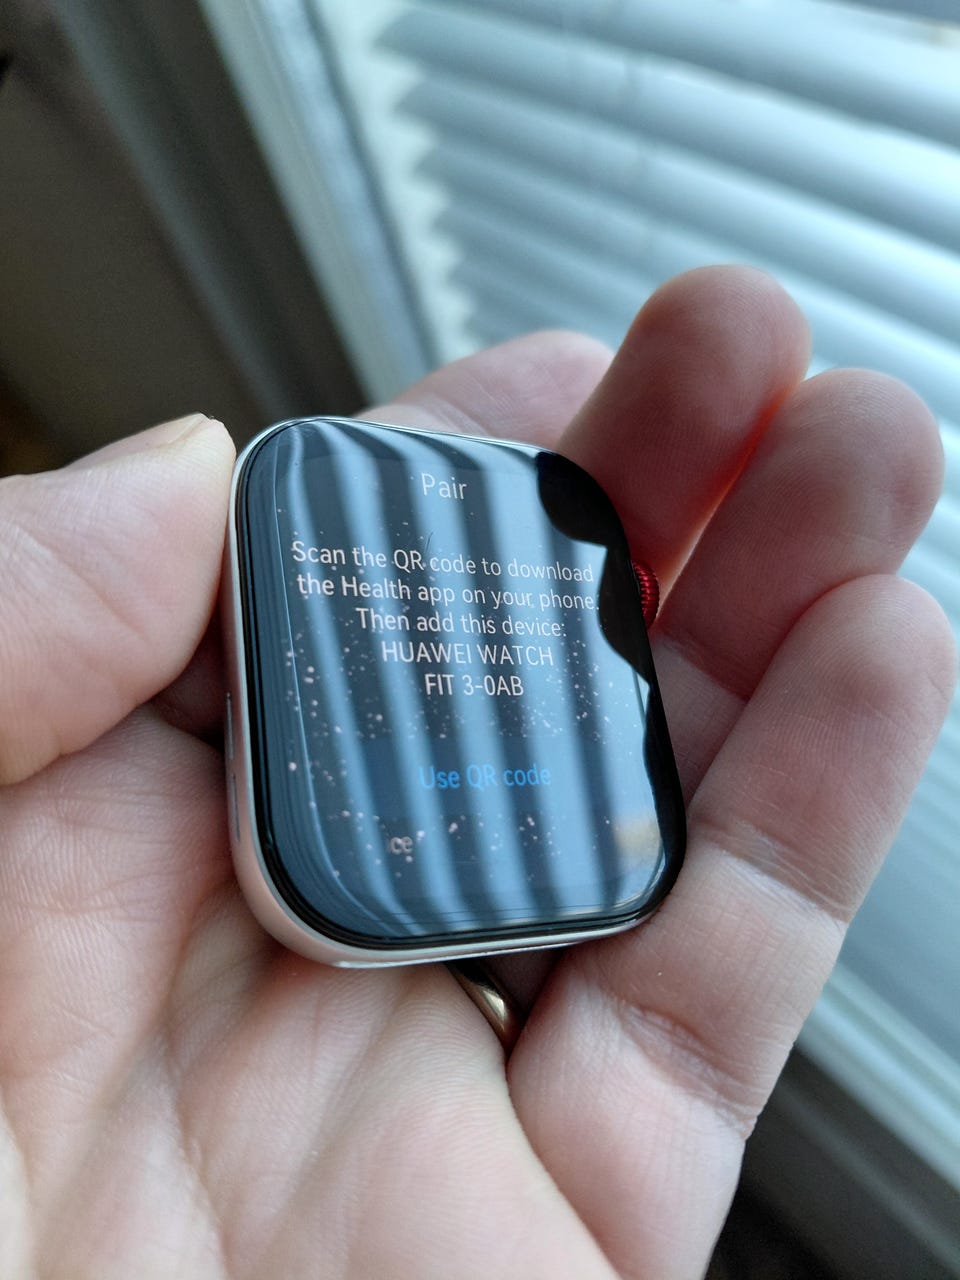 Pair
Scan the QR code to download
the Health app on your phone.
Then add this device:
HUAWEI WATCH
FIT 3-0AB
Use QR code